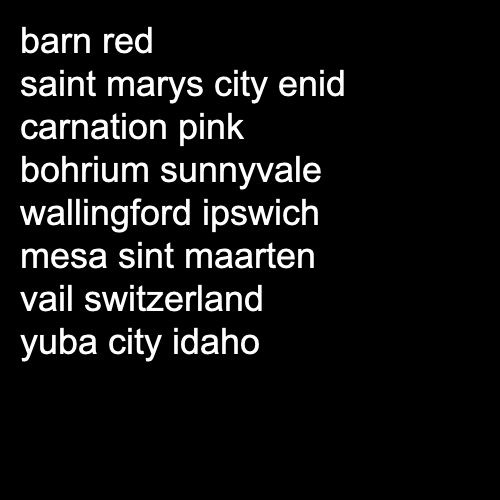 barn red
saint marys city enid
carnation pink
bohrium sunnyvale
wallingford ipswich
mesa sint maarten
vail switzerland
yuba city idaho